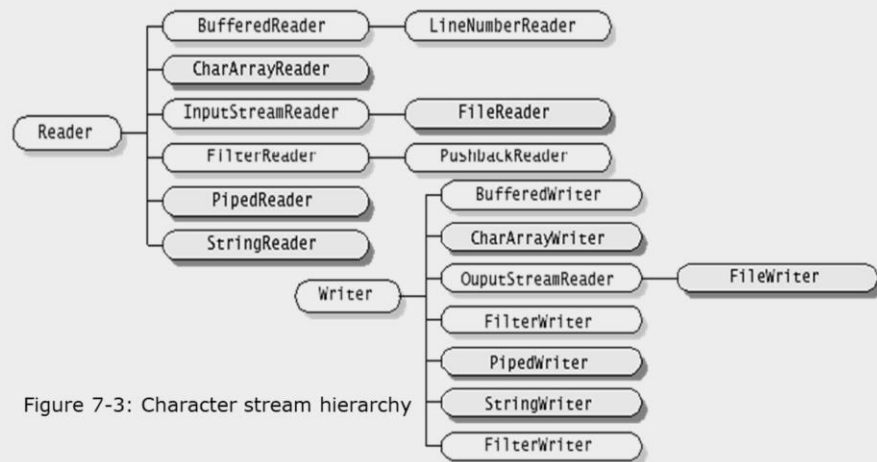 BufferedReader
LineNumberReader
CharArrayReader
InputStreamReader
FileReader
Reader
FilterReader
PushbackReader
PipedReader
StringReader
BufferedWriter
CharArrayWriter
OuputStreamReader
FileWriter
Writer
FilterWriter
PipedWriter
StringWriter
FilterWriter
Figure 7-3: Character stream hierarchy